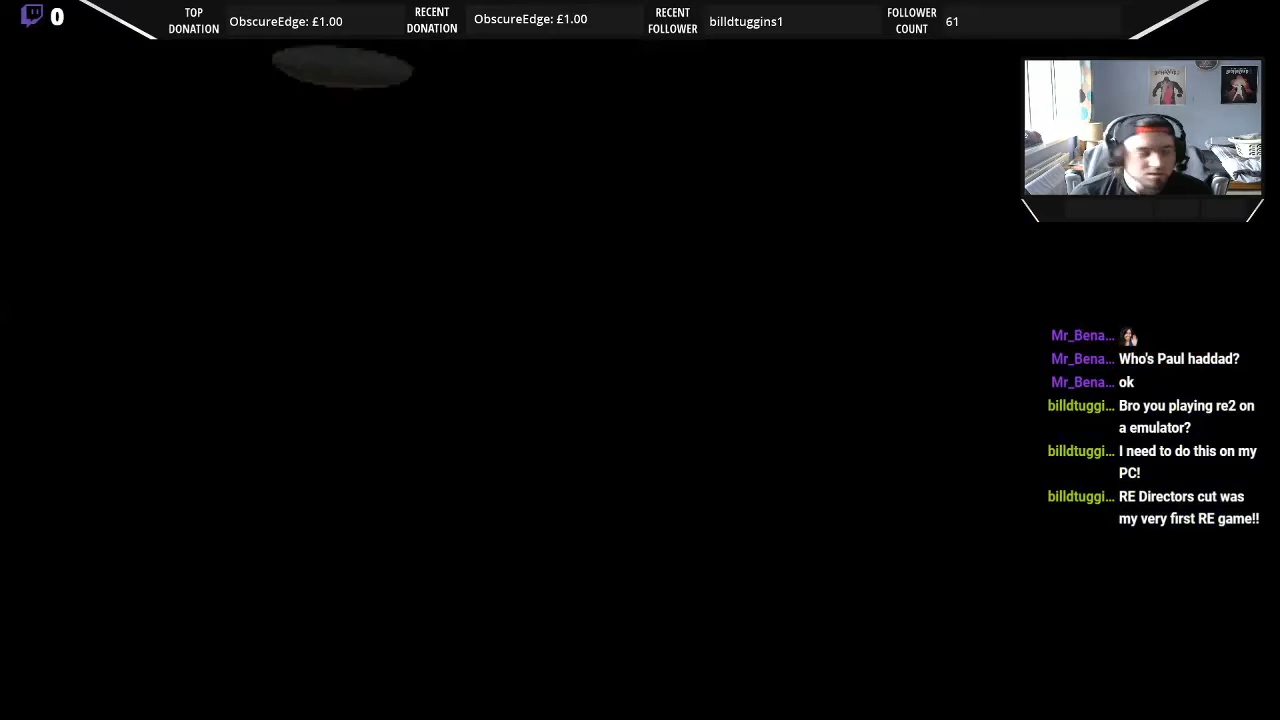 0
TOP
DONATION
ObscureEdge: £1.00
RECENT
DONATION
ObscureEdge: £1.00
RECENT
FOLLOWER
billdtuggins1
FOLLOWER
COUNT
61
Mr_Bena...
Mr_Bena... Who's Paul haddad?
Mr_Bena... ok
billdtuggi... Bro you playing re2 on
a emulator?
billdtuggi... I need to do this on my
PC!
billdtuggi... RE Directors cut was
my very first RE game!!